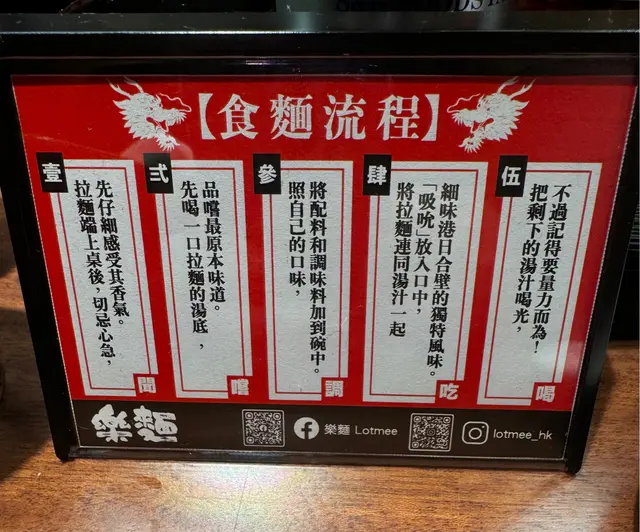 【食麵流程】
壹
拉麵端上桌後，切忌心急，
先仔細感受其香氣。
聞
弍
先喝一口拉麵的湯底，
品嚐最原本味道。
嚐
參
照自己的口味，
將配料和調味料加到碗中。
調
肆
將拉麵連同湯汁一起
「吸吮」放入口中，
細味港日合壁的獨特風味。
吃
伍
把剩下的湯汁喝光，
不過記得要量力而為！
喝
樂麵
樂麵 Lotmee
lotmee_hk